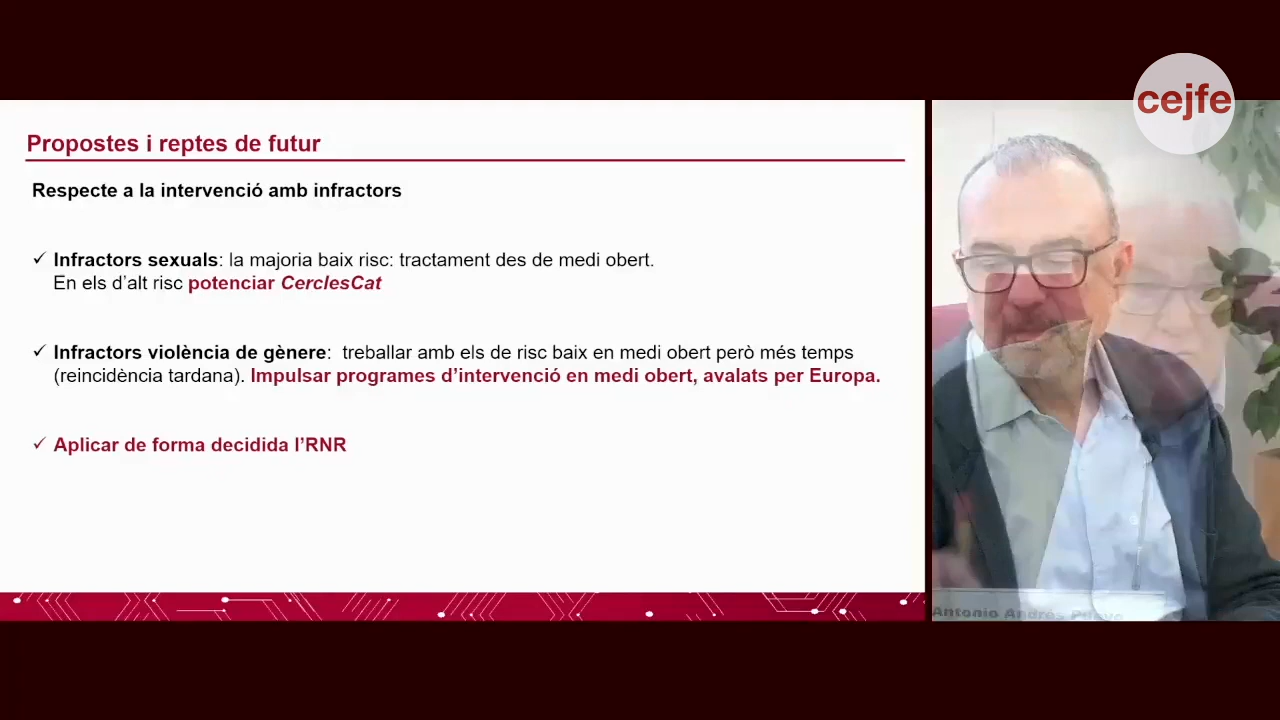 cejfe
Propostes i reptes de futur
Respecte a la intervenció amb infractors
✓ Infractors sexuals: la majoria baix risc: tractament des de medi obert.
En els d’alt risc potenciar CerclesCat
✓ Infractors violència de gènere: treballar amb els de risc baix en medi obert però més temps
(reincidència tardana). Impulsar programes d’intervenció en medi obert, avalats per Europa.
✓ Aplicar de forma decidida l’RNR
Antonio Andrés Pueyo